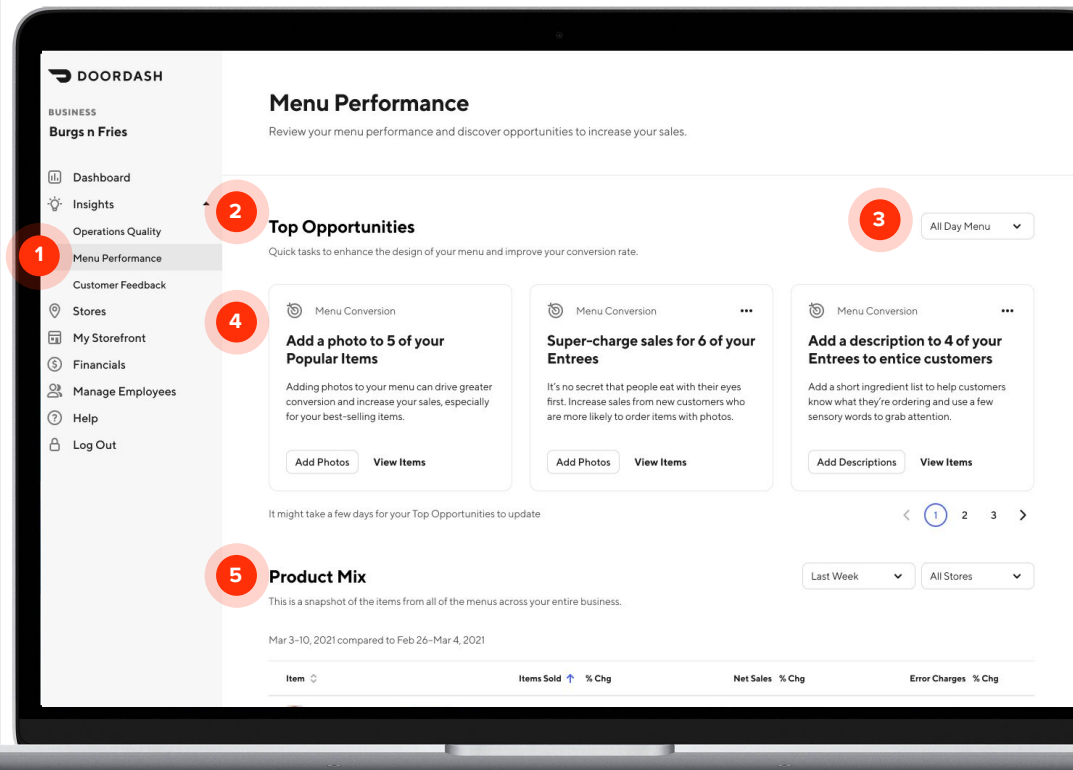 DOORDASH
BUSINESS
Burgs n Fries
Dashboard
Insights
Operations Quality
1
Menu Performance
Customer Feedback
Stores
My Storefront
Financials
Manage Employees
Help
Log Out
Menu Performance
Review your menu performance and discover opportunities to increase your sales.
2
Top Opportunities
Quick tasks to enhance the design of your menu and improve your conversion rate.
3
All Day Menu
4
Menu Conversion
Add a photo to 5 of your
Popular Items
Adding photos to your menu can drive greater
conversion and increase your sales, especially
for your best-selling items.
Add Photos View Items
Menu Conversion
Super-charge sales for 6 of your
Entrees
It's no secret that people eat with their eyes
first. Increase sales from new customers who
are more likely to order items with photos.
Add Photos View Items
Menu Conversion
Add a description to 4 of your
Entrees to entice customers
Add a short ingredient list to help customers
know what they're ordering and use a few
sensory words to grab attention.
Add Descriptions View Items
It might take a few days for your Top Opportunities to update
1 2 3
5
Product Mix
Last Week All Stores
This is a snapshot of the items from all of the menus across your entire business.
Mar 3-10, 2021 compared to Feb 26-Mar 4, 2021
Item Items Sold % Chg Net Sales % Chg Error Charges % Chg